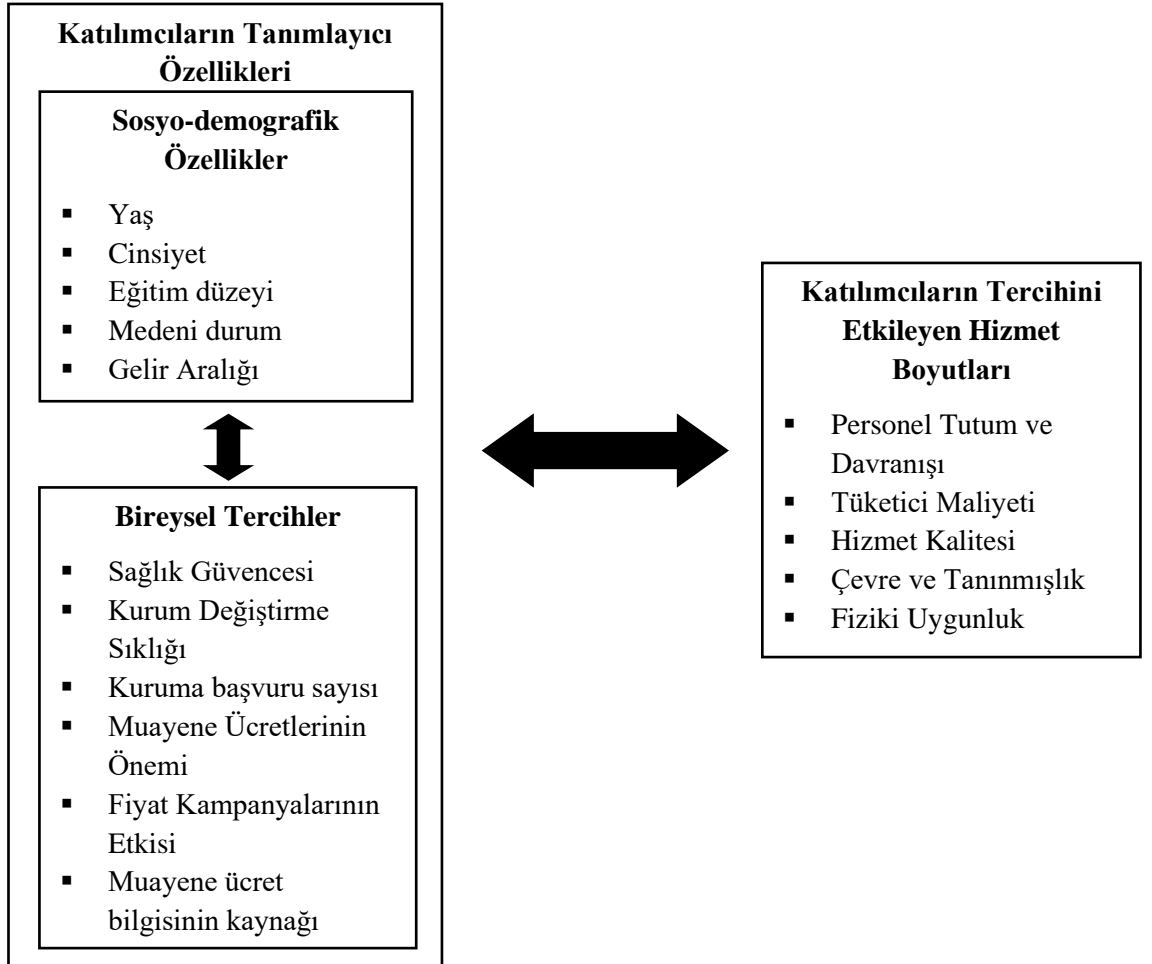 Katılımcıların Tanımlayıcı
Özellikleri
Sosyo-demografik
Özellikler
▪ Yaş
▪ Cinsiyet
▪ Eğitim düzeyi
▪ Medeni durum
▪ Gelir Aralığı
Bireysel Tercihler
▪ Sağlık Güvencesi
▪ Kurum Değiştirme
Sıklığı
▪ Kuruma başvuru sayısı
▪ Muayene Ücretlerinin
Önemi
▪ Fiyat Kampanyalarının
Etkisi
▪ Muayene ücret
bilgisinin kaynağı
Katılımcıların Tercihini
Etkileyen Hizmet
Boyutları
▪ Personel Tutum ve
Davranışı
▪ Tüketici Maliyeti
▪ Hizmet Kalitesi
▪ Çevre ve Tanınmışlık
▪ Fiziki Uygunluk